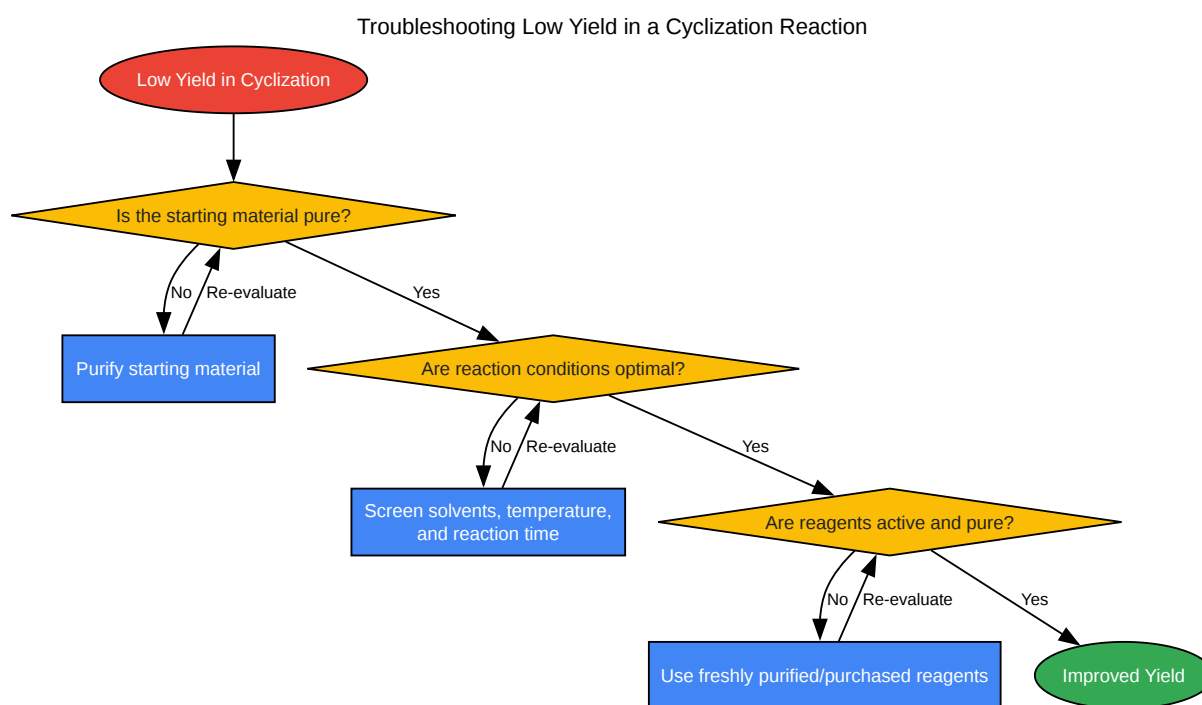 Troubleshooting Low Yield in a Cyclization Reaction
Low Yield in Cyclization
Is the starting material pure?
No
Re-evaluate
Yes
Purify starting material
Are reaction conditions optimal?
No
Re-evaluate
Yes
Screen solvents, temperature,
and reaction time
Are reagents active and pure?
No
Re-evaluate
Yes
Use freshly purified/purchased reagents
Improved Yield